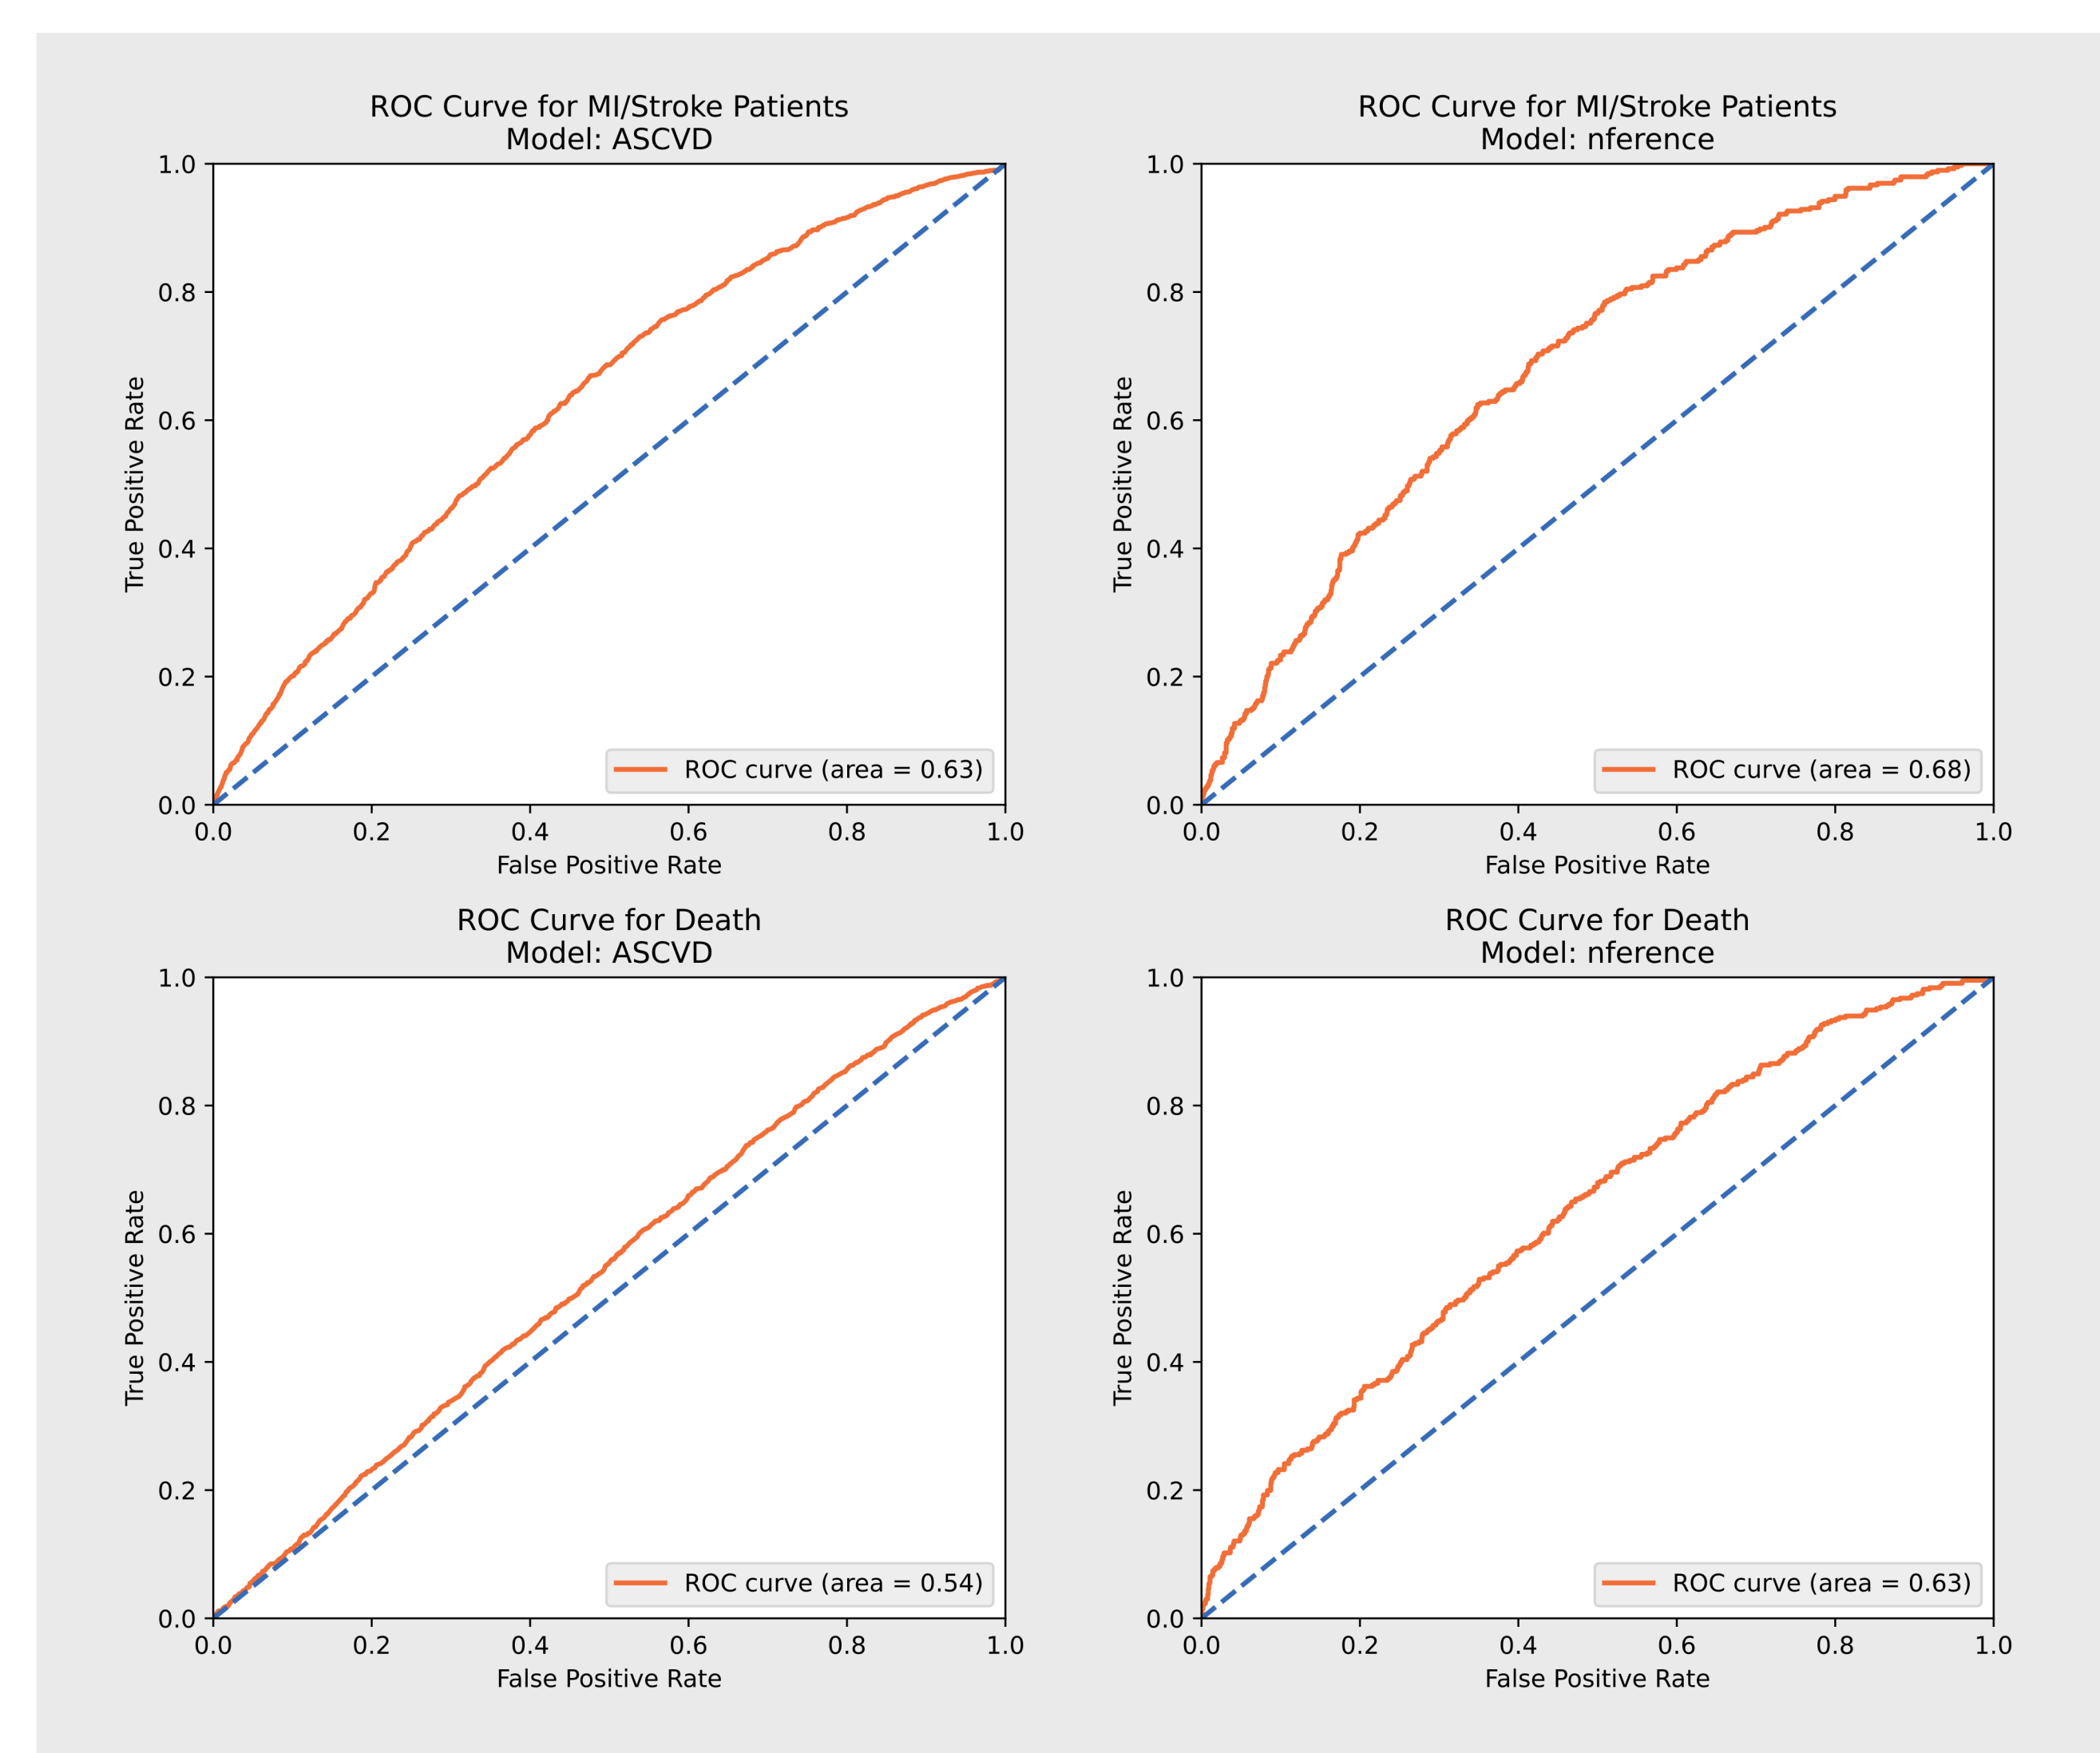 ROC Curve for MI/Stroke Patients
Model: ASCVD
1.0
0.8
0.6
0.4
0.2
0.0
True Positive Rate
ROC curve (area = 0.63)
0.0 0.2 0.4 0.6 0.8 1.0
False Positive Rate
ROC Curve for MI/Stroke Patients
Model: nference
1.0
0.8
0.6
0.4
0.2
0.0
True Positive Rate
ROC curve (area = 0.68)
0.0 0.2 0.4 0.6 0.8 1.0
False Positive Rate
ROC Curve for Death
Model: ASCVD
1.0
0.8
0.6
0.4
0.2
0.0
True Positive Rate
ROC curve (area = 0.54)
0.0 0.2 0.4 0.6 0.8 1.0
False Positive Rate
ROC Curve for Death
Model: nference
1.0
0.8
0.6
0.4
0.2
0.0
True Positive Rate
ROC curve (area = 0.63)
0.0 0.2 0.4 0.6 0.8 1.0
False Positive Rate